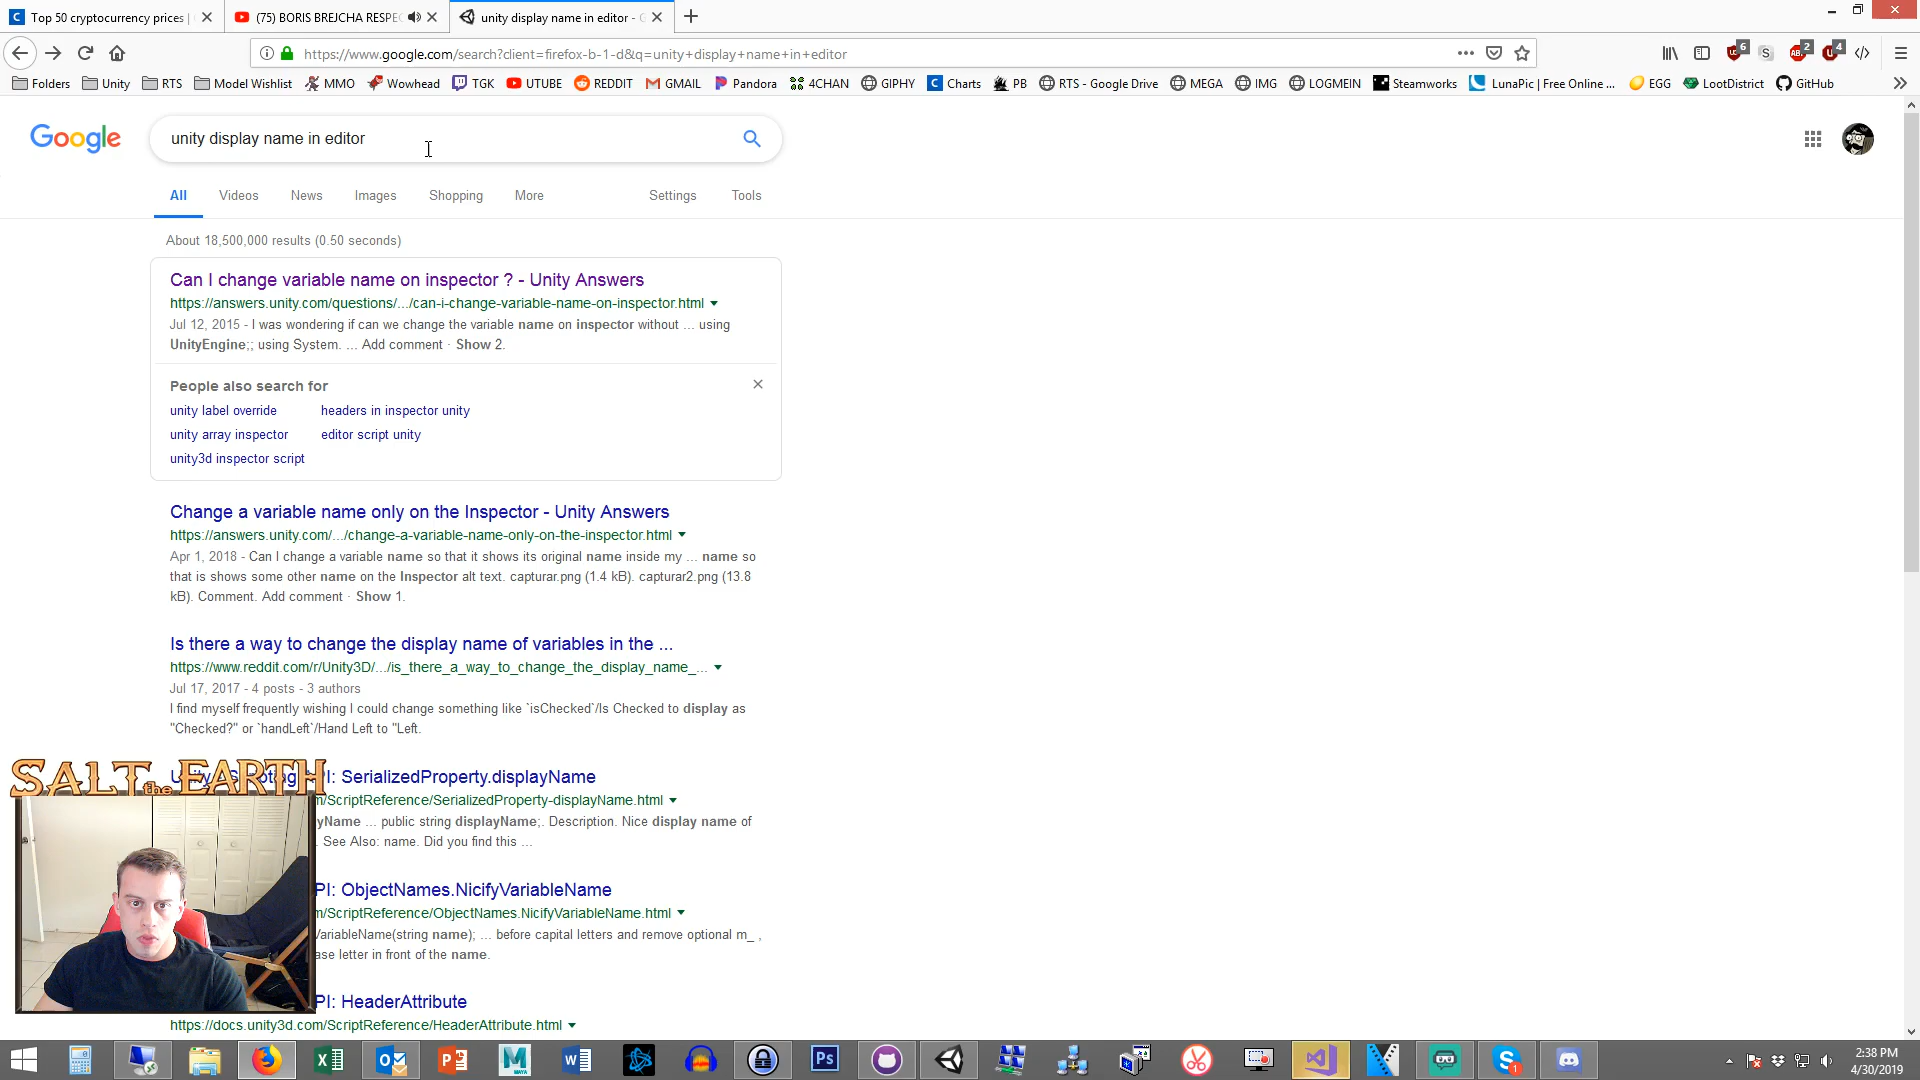 Top 50 cryptocurrency prices |
(75) BORIS BREJCHA RESPEC
unity display name in editor - G
https://www.google.com/search?client=firefox-b-1-d&q=unity+display+name+in+editor
6
2
4
Folders
Unity
RTS
Model Wishlist
MMO
Wowhead
TGK
UTUBE
REDDIT
GMAIL
Pandora
4CHAN
GIPHY
Charts
PB
RTS - Google Drive
MEGA
IMG
LOGMEIN
Steamworks
LunaPic | Free Online ...
EGG
LootDistrict
GitHub
Google
unity display name in editor
All
Videos
News
Images
Shopping
More
Settings
Tools
About 18,500,000 results (0.50 seconds)
Can I change variable name on inspector ? - Unity Answers
https://answers.unity.com/questions/.../can-i-change-variable-name-on-inspector.html
Jul 12, 2015 - I was wondering if can we change the variable name on inspector without ... using
UnityEngine;; using System. ... Add comment · Show 2.
People also search for
unity label override
headers in inspector unity
unity array inspector
editor script unity
unity3d inspector script
Change a variable name only on the Inspector - Unity Answers
https://answers.unity.com/.../change-a-variable-name-only-on-the-inspector.html
Apr 1, 2018 - Can I change a variable name so that it shows its original name inside my ... name so
that is shows some other name on the Inspector alt text. capturar.png (1.4 kB). capturar2.png (13.8
kB). Comment. Add comment · Show 1.
Is there a way to change the display name of variables in the ...
https://www.reddit.com/r/Unity3D/.../is_there_a_way_to_change_the_display_name_...
Jul 17, 2017 - 4 posts - 3 authors
I find myself frequently wishing I could change something like `isChecked`/Is Checked to display as
"Checked?" or `handLeft`/Hand Left to "Left.
SALT the EARTH
PI: SerializedProperty.displayName
m/ScriptReference/SerializedProperty-displayName.html
yName ... public string displayName;. Description. Nice display name of
See Also: name. Did you find this ...
PI: ObjectNames.NicifyVariableName
m/ScriptReference/ObjectNames.NicifyVariableName.html
VariableName(string name); ... before capital letters and remove optional m_ ,
ase letter in front of the name.
PI: HeaderAttribute
https://docs.unity3d.com/ScriptReference/HeaderAttribute.html
2:38 PM
4/30/2019